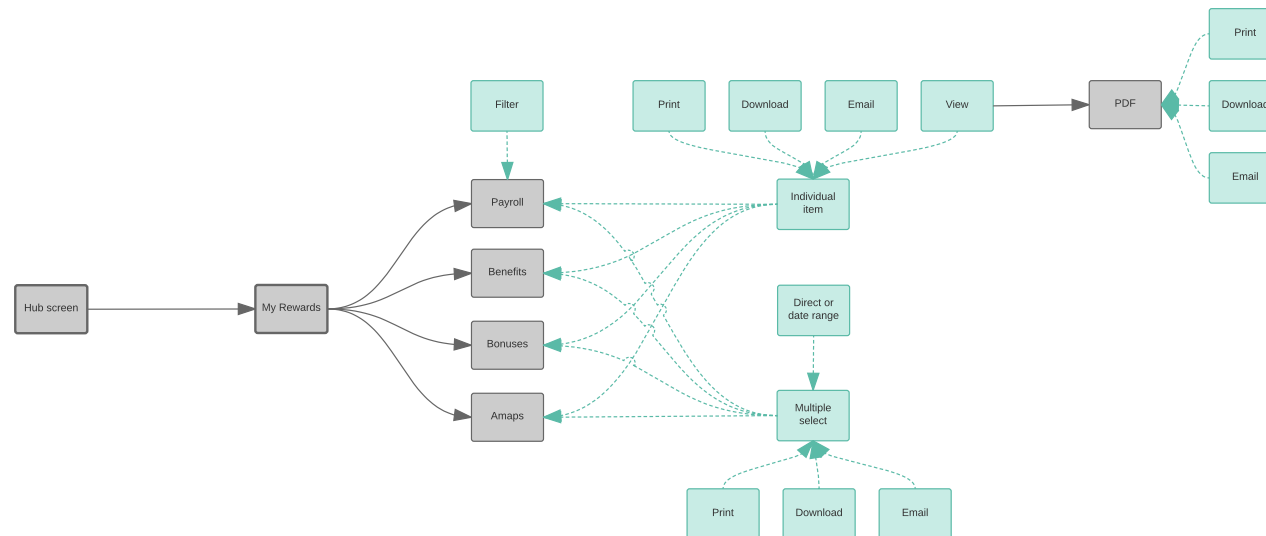 Print
Filter
Print
Download
Email
View
PDF
Download
Email
Payroll
Individual
item
Benefits
Hub screen
My Rewards
Direct or
date range
Bonuses
Amaps
Multiple
select
Print
Download
Email